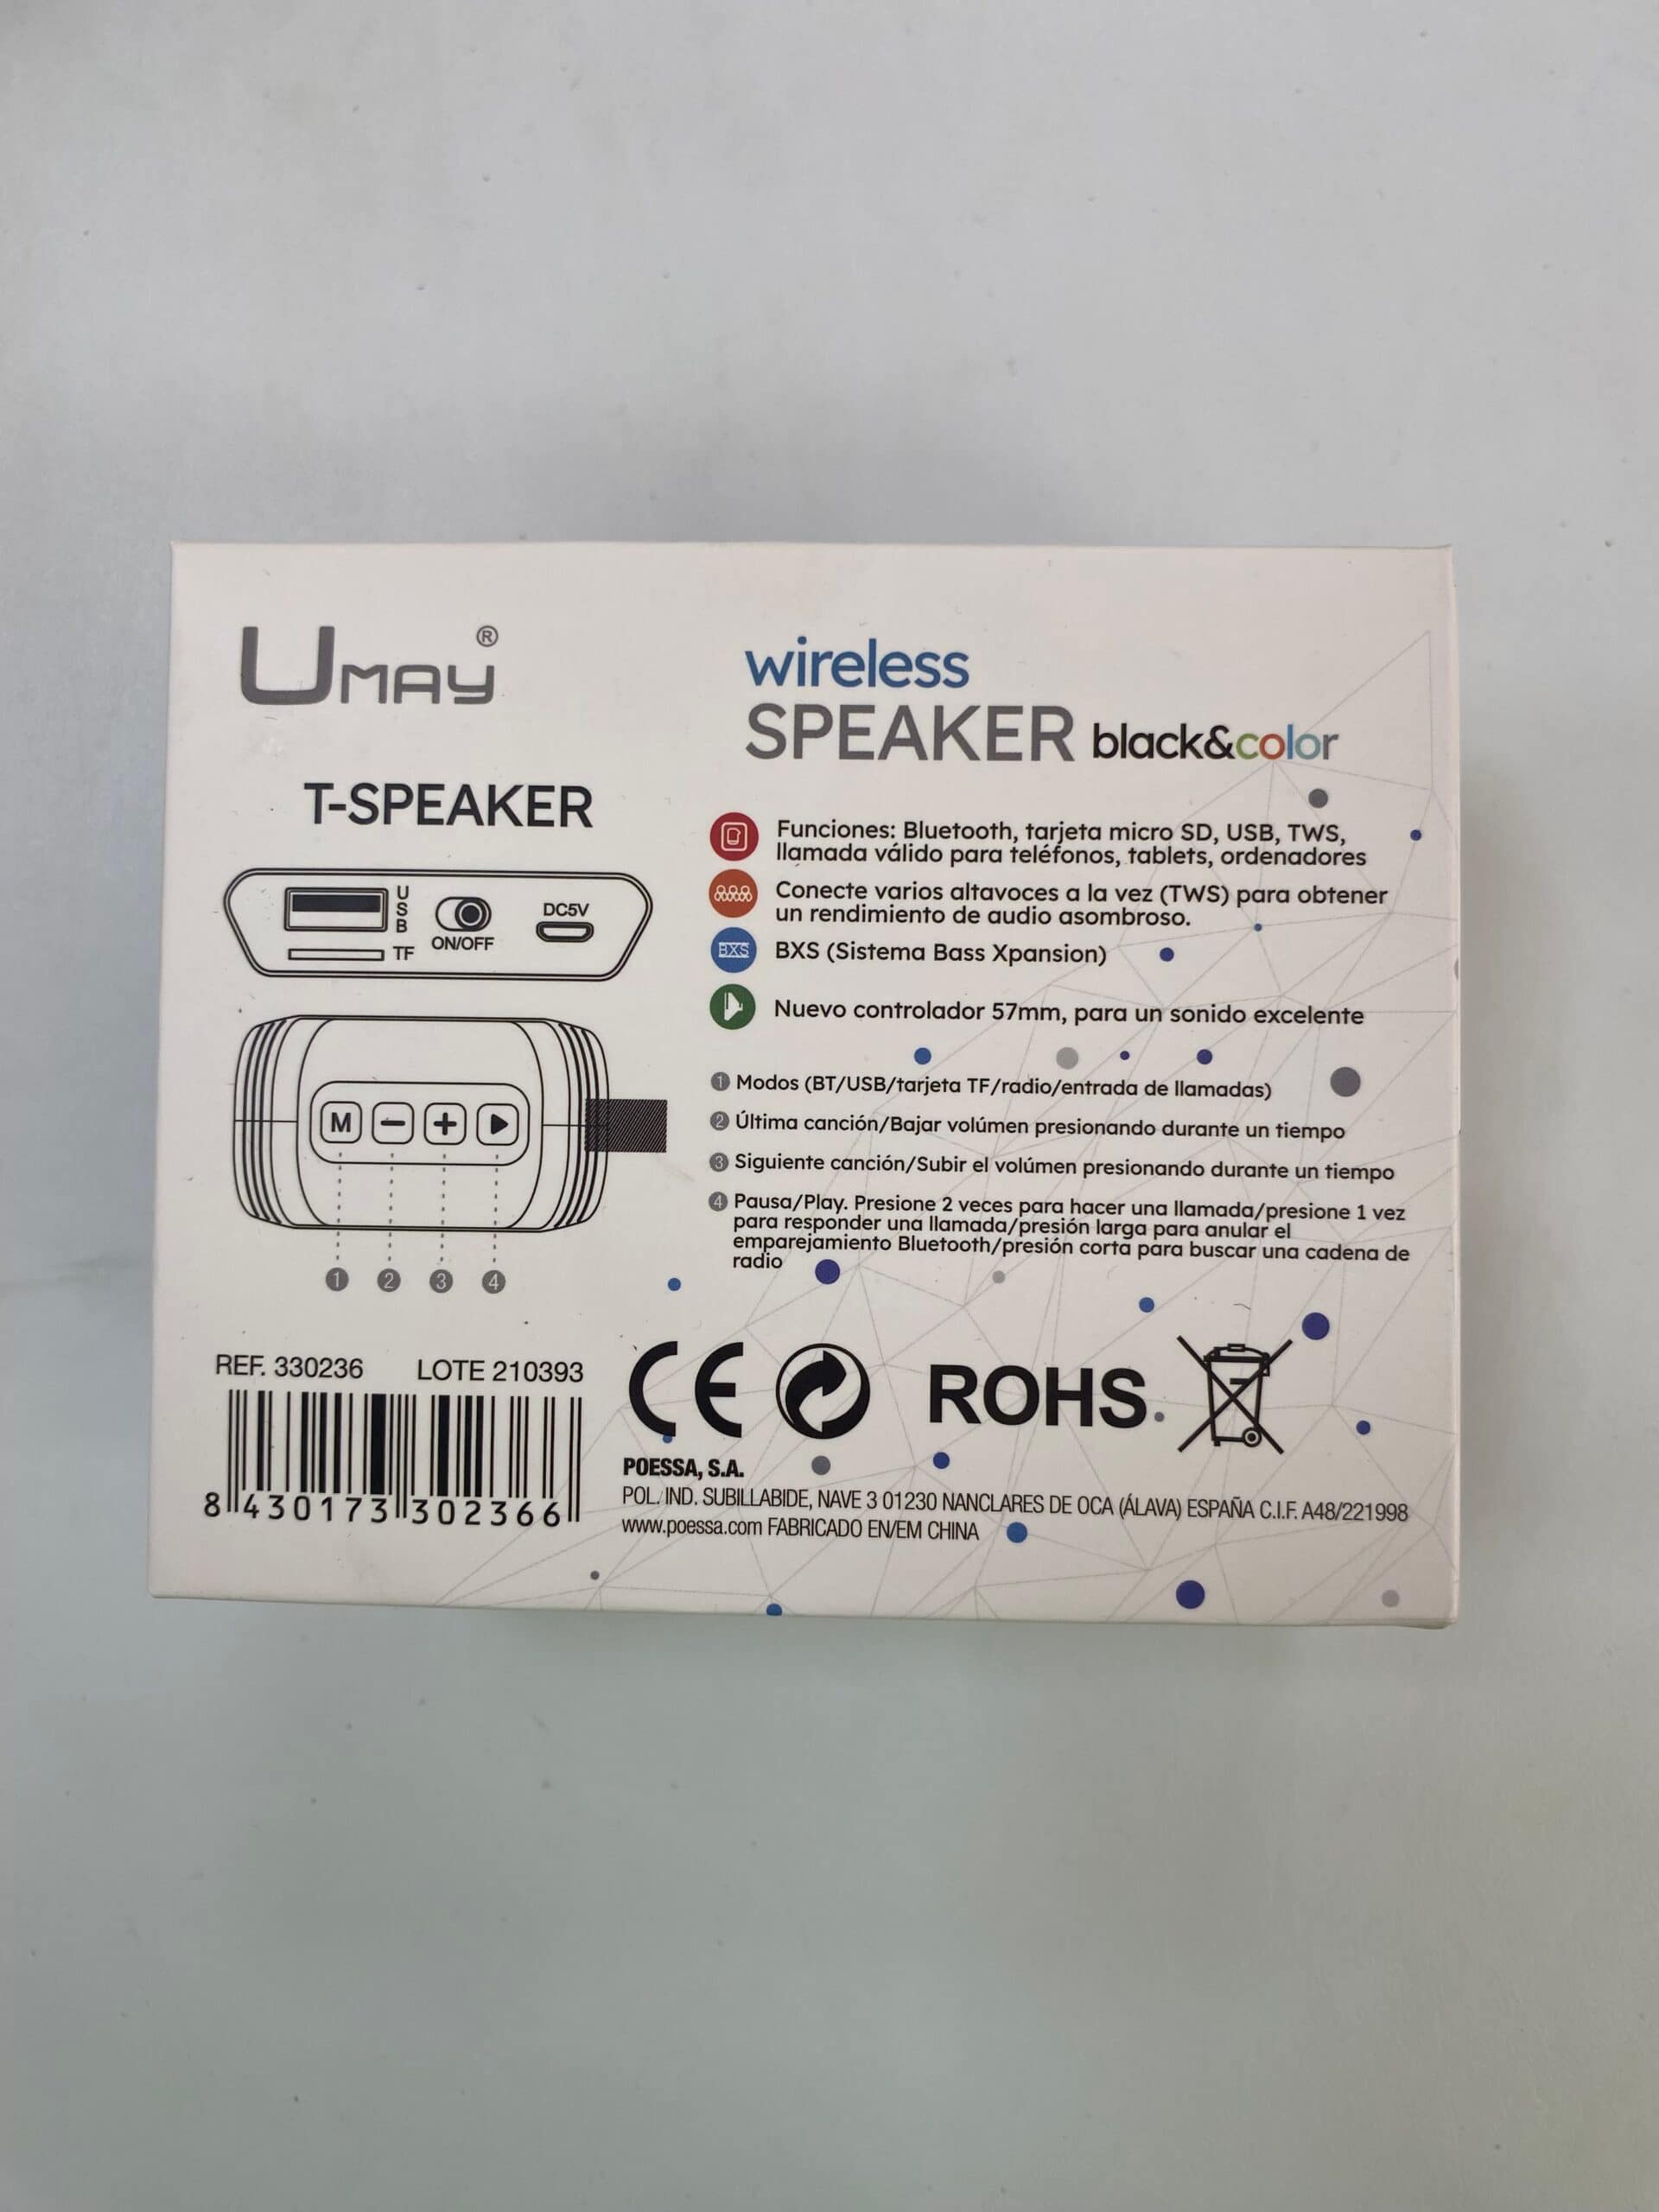 UMAY®
wireless
SPEAKER black&color
T-SPEAKER
USB
TF
ON/OFF
DC5V
Funciones: Bluetooth, tarjeta micro SD, USB, TWS,
llamada válido para teléfonos, tablets, ordenadores
Conecte varios altavoces a la vez (TWS) para obtener
un rendimiento de audio asombroso.
BXS
BXS (Sistema Bass Xpansion)
Nuevo controlador 57mm, para un sonido excelente
M − +
1 2 3 4
1 Modos (BT/USB/tarjeta TF/radio/entrada de llamadas)
2 Última canción/Bajar volúmen presionando durante un tiempo
3 Siguiente canción/Subir el volúmen presionando durante un tiempo
4 Pausa/Play. Presione 2 veces para hacer una llamada/presione 1 vez
para responder una llamada/presión larga para anular el
emparejamiento Bluetooth/presión corta para buscar una cadena de
radio
REF. 330236 LOTE 210393
8 430173 302366
CE ROHS
POESSA, S.A.
POL. IND. SUBILLABIDE, NAVE 3 01230 NANCLARES DE OCA (ÁLAVA) ESPAÑA C.I.F. A48/221998
www.poessa.com FABRICADO EN/EM CHINA